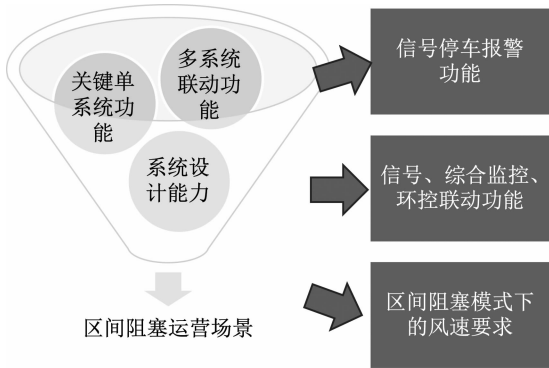 关键单
系统功
能
多系统
联动功
能
系统设
计能力
区间阻塞运营场景
信号停车报警
功能
信号、综合监控、
环控联动功能
区间阻塞模式下
的风速要求